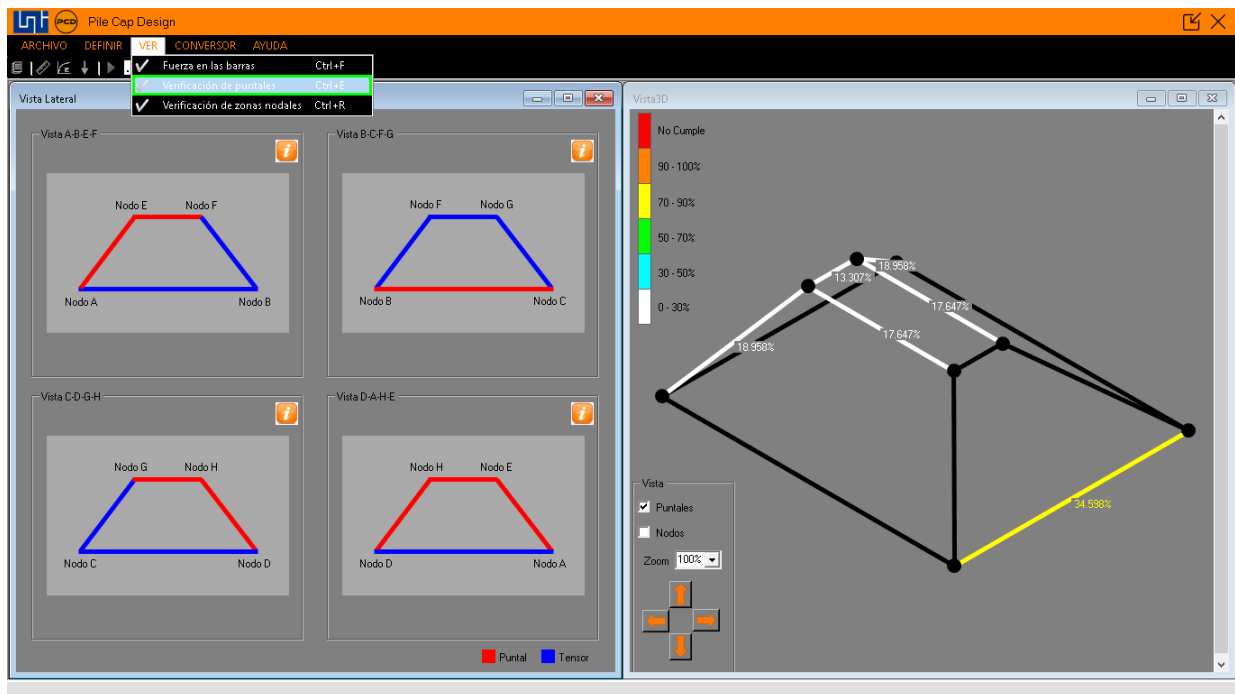 PCD Pile Cap Design
ARCHIVO DEFINIR VER CONVERSOR AYUDA
Fuerza en las barras Ctrl+F
Verificación de puntales Ctrl+E
Verificación de zonas nodales Ctrl+R
Vista Lateral
Vista A-B-E-F
Nodo E Nodo F
Nodo A Nodo B
Vista B-C-F-G
Nodo F Nodo G
Nodo B Nodo C
Vista C-D-G-H
Nodo G Nodo H
Nodo C Nodo D
Vista D-A-H-E
Nodo H Nodo E
Nodo D Nodo A
Puntal Tensor
Vista3D
No Cumple
90 - 100%
70 - 90%
50 - 70%
30 - 50%
0 - 30%
18.958%
13.307%
17.647%
17.647%
18.958%
34.598%
Vista
Puntales
Nodos
Zoom 100%